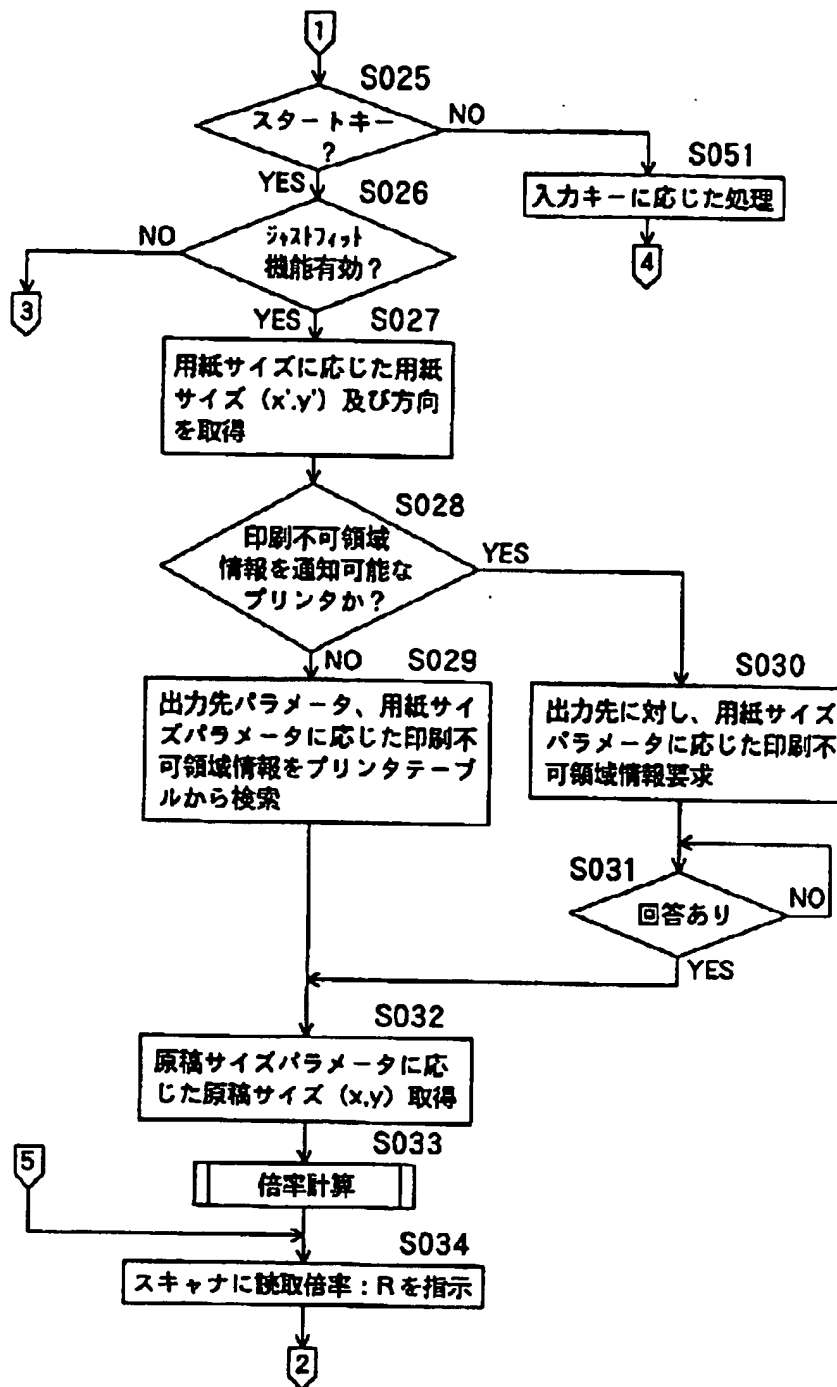 1
S025
スタートキー
?
NO
YES
S051
入力キーに応じた処理
4
S026
ジャストフィット
機能有効?
NO
3
YES
S027
用紙サイズに応じた用紙
サイズ (x',y') 及び方向
を取得
S028
印刷不可領域
情報を通知可能な
プリンタか?
YES
NO
S029
出力先パラメータ、用紙サイ
ズパラメータに応じた印刷不
可領域情報をプリンタテーブ
ルから検索
S030
出力先に対し、用紙サイズ
パラメータに応じた印刷不
可領域情報要求
S031
回答あり
NO
YES
S032
原稿サイズパラメータに応
じた原稿サイズ (x,y) 取得
S033
5
倍率計算
S034
スキャナに読取倍率:Rを指示
2